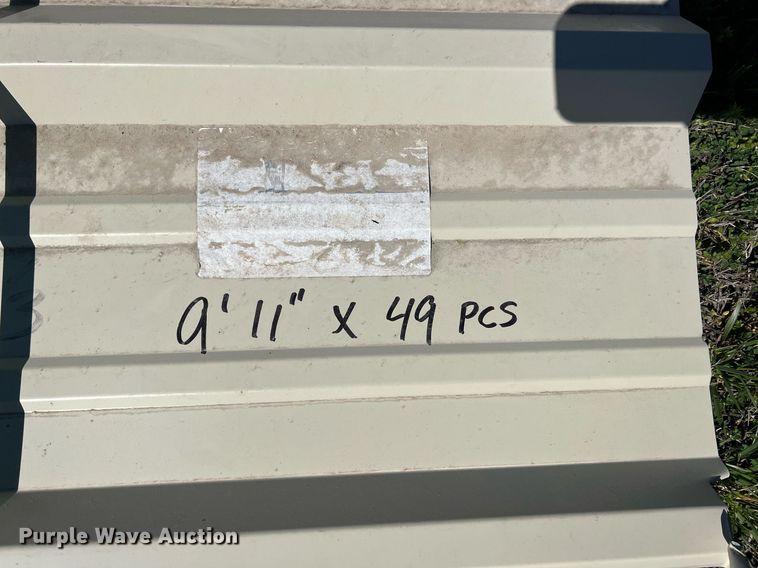 9' 11" x 49 PCS
Purple Wave Auction